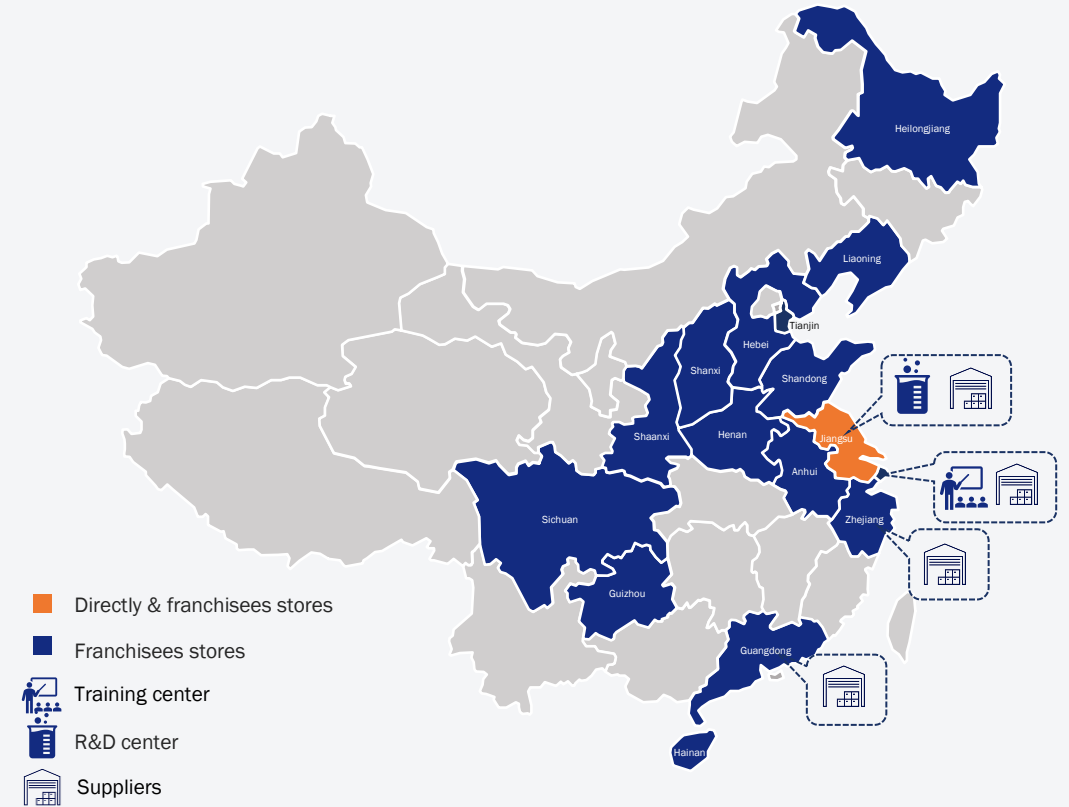 Heilongjiang
Liaoning
Tianjin
Hebei
Shanxi
Shandong
Shaanxi
Henan
Jiangsu
Anhui
Sichuan
Zhejiang
Guizhou
Guangdong
Hainan
Directly & franchisees stores
Franchisees stores
Training center
R&D center
Suppliers